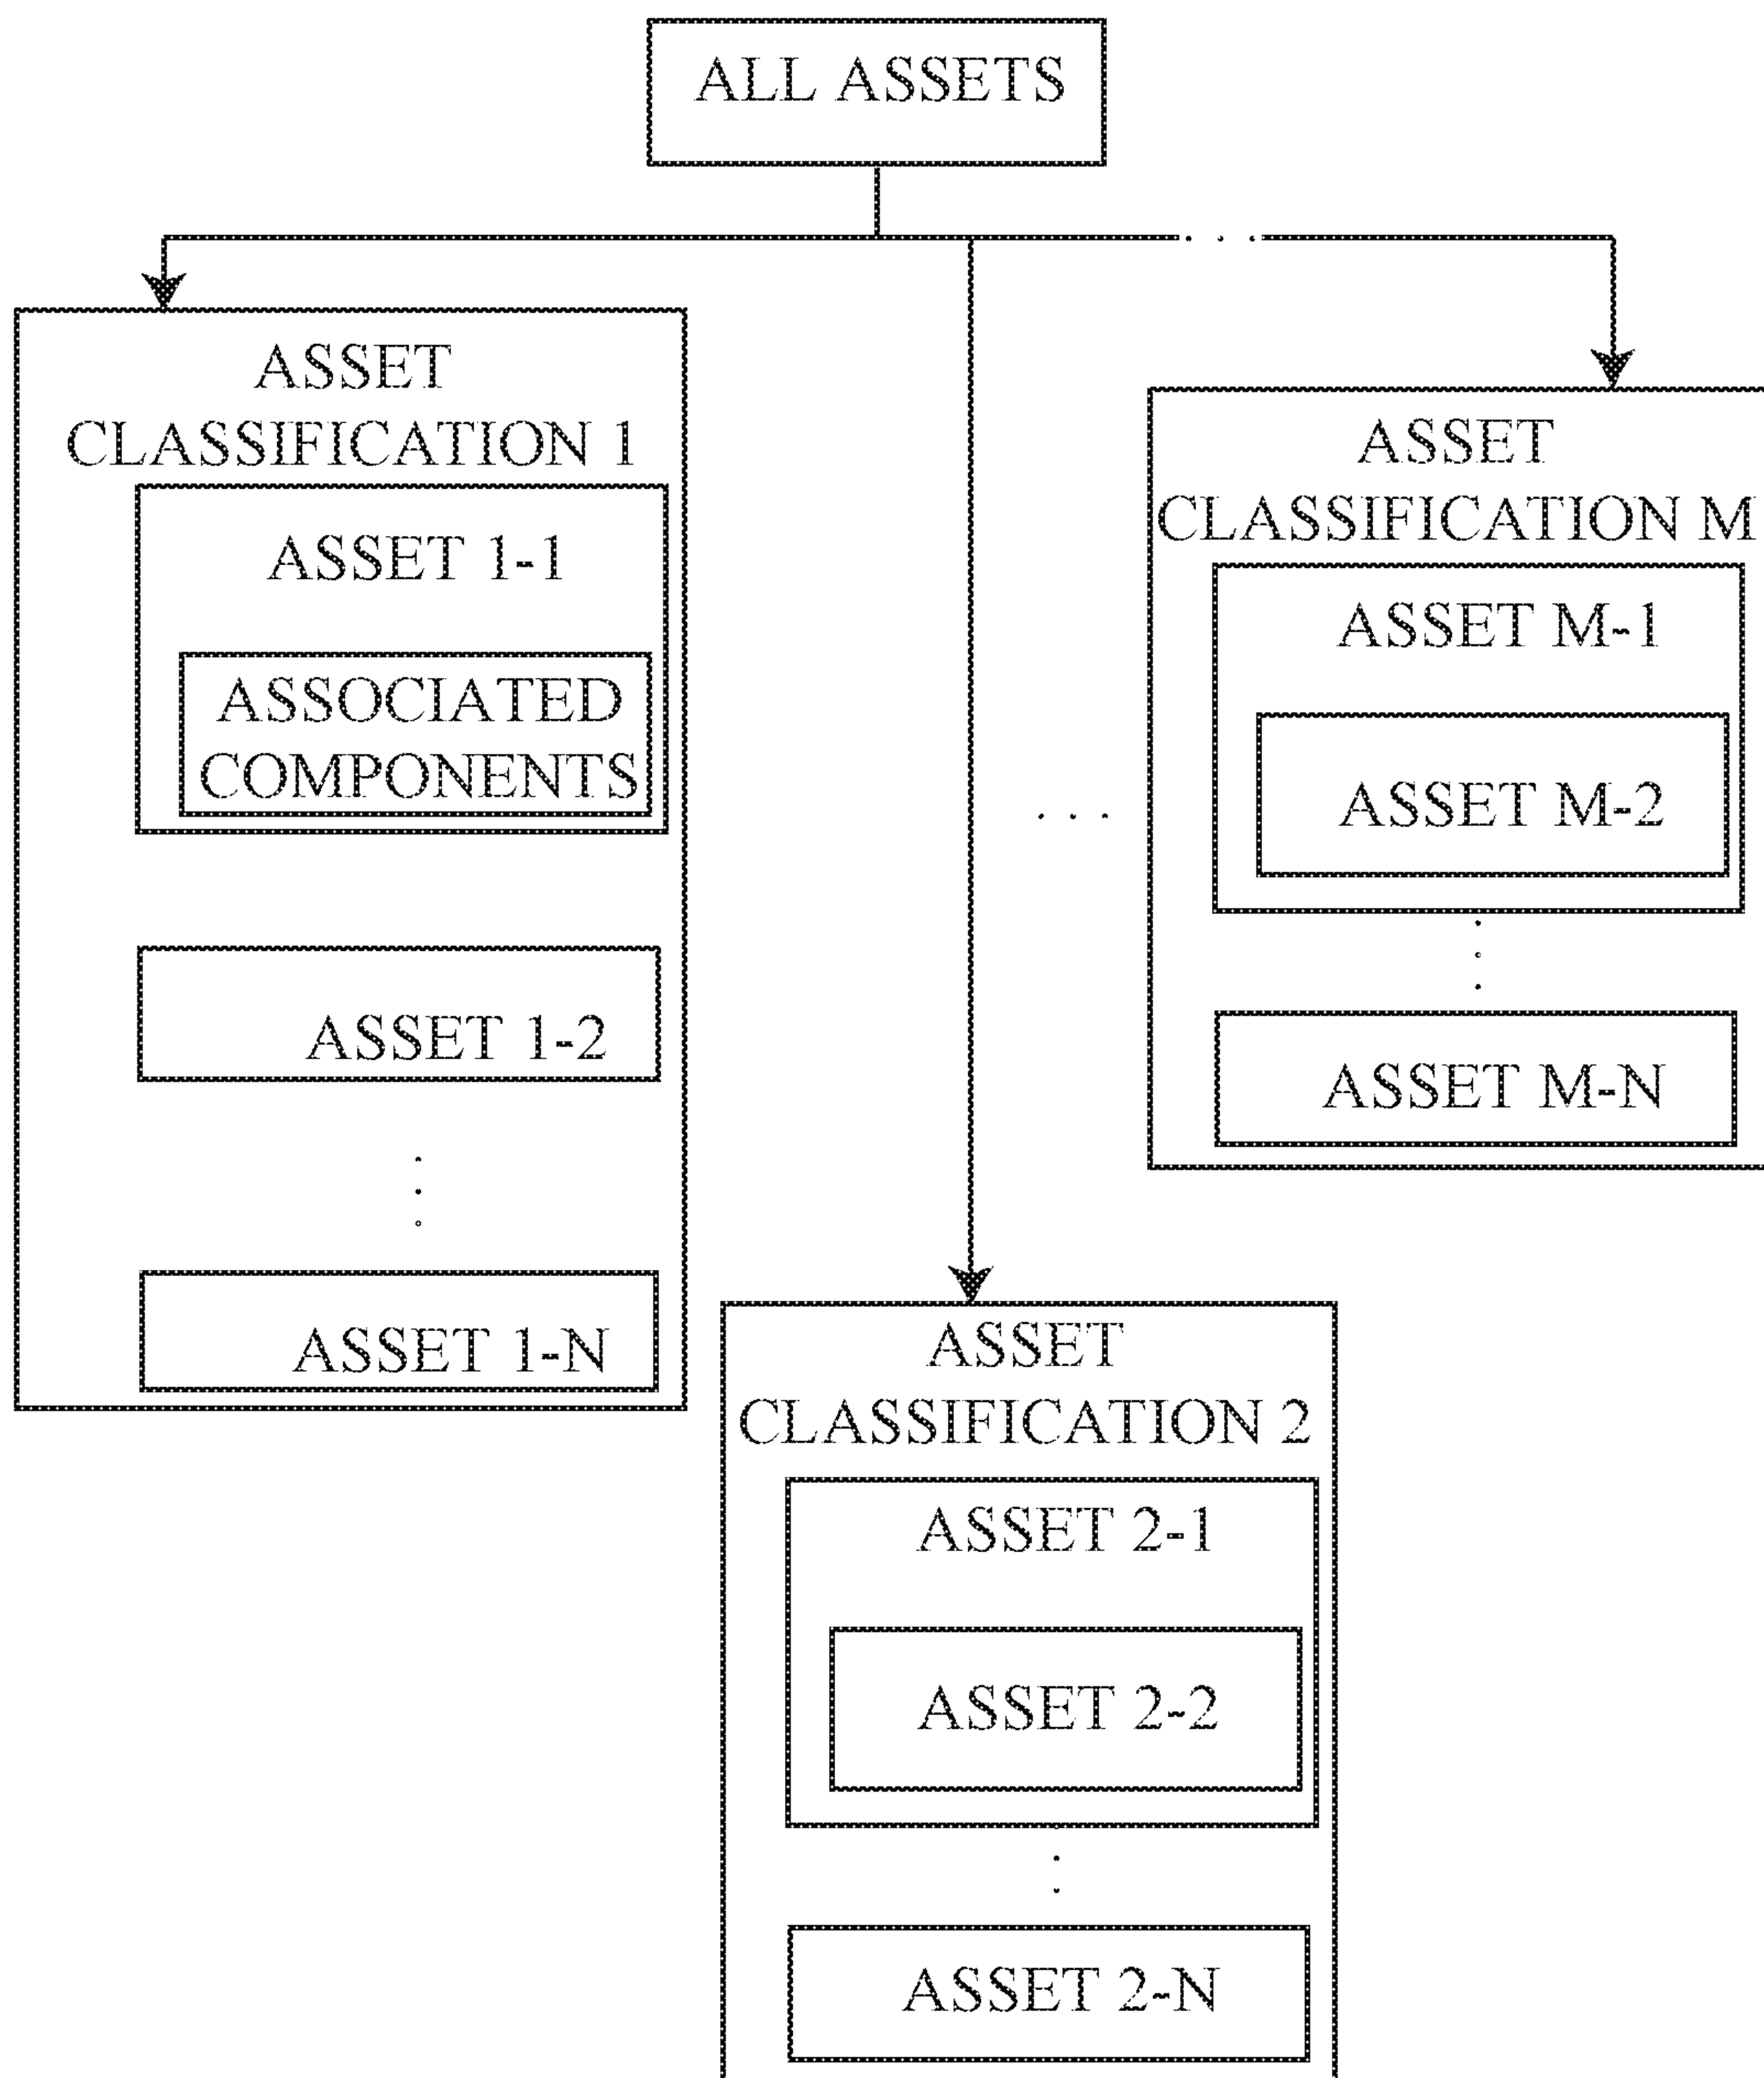 ALL ASSETS
ASSET
CLASSIFICATION 1
ASSET 1-1
ASSOCIATED
COMPONENTS
ASSET 1-2
ASSET 1-N
ASSET
CLASSIFICATION M
ASSET M-1
ASSET M-2
ASSET M-N
ASSET
CLASSIFICATION 2
ASSET 2-1
ASSET 2-2
ASSET 2-N